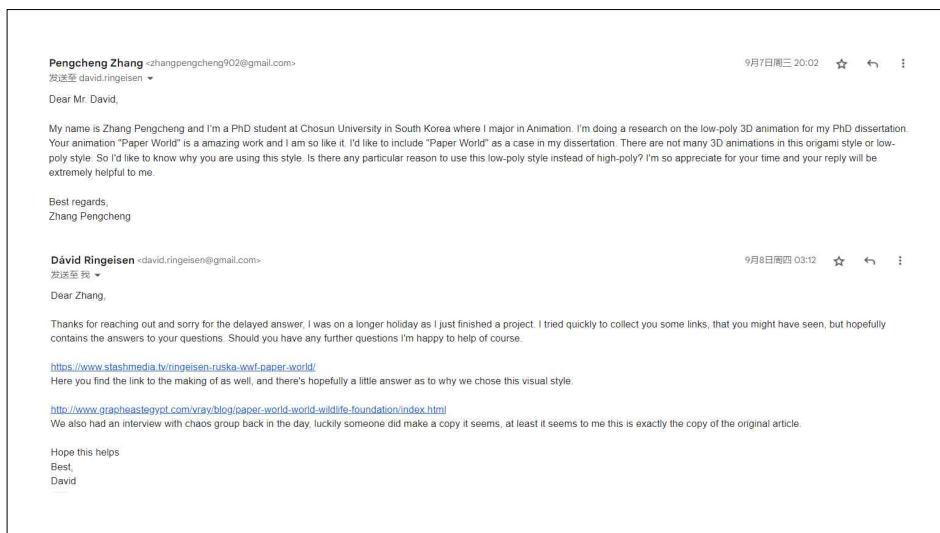 Pengcheng Zhang <zhangpengcheng902@gmail.com> 9月7日周三 20:02
发送至 david.ringeisen
Dear Mr. David,
My name is Zhang Pengcheng and I'm a PhD student at Chosun University in South Korea where I major in Animation. I'm doing a research on the low-poly 3D animation for my PhD dissertation.
Your animation "Paper World" is a amazing work and I am so like it. I'd like to include "Paper World" as a case in my dissertation. There are not many 3D animations in this origami style or low-
poly style. So I'd like to know why you are using this style. Is there any particular reason to use this low-poly style instead of high-poly? I'm so appreciate for your time and your reply will be
extremely helpful to me.
Best regards,
Zhang Pengcheng
Dávid Ringeisen <david.ringeisen@gmail.com> 9月8日周四 03:12
发送至 我
Dear Zhang,
Thanks for reaching out and sorry for the delayed answer, I was on a longer holiday as I just finished a project. I tried quickly to collect you some links, that you might have seen, but hopefully
contains the answers to your questions. Should you have any further questions I'm happy to help of course.
https://www.stashmedia.tv/ringeisen-ruska-wwf-paper-world/
Here you find the link to the making of as well, and there's hopefully a little answer as to why we chose this visual style.
http://www.grapheastegypt.com/vray/blog/paper-world-world-wildlife-foundation/index.html
We also had an interview with chaos group back in the day, luckily someone did make a copy it seems, at least it seems to me this is exactly the copy of the original article.
Hope this helps
Best,
David